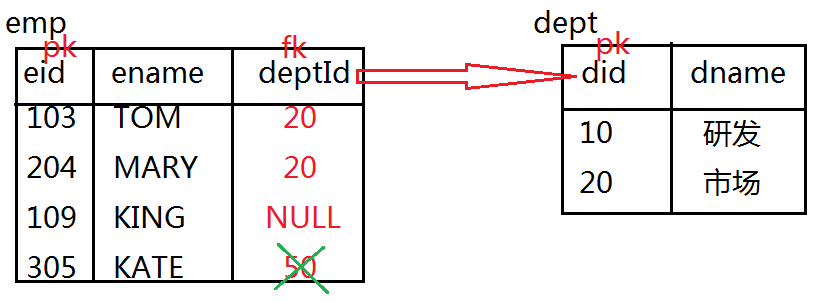 emp
pk fk
eid ename deptId
103 TOM 20
204 MARY 20
109 KING NULL
305 KATE 50
dept
pk
did dname
10 研发
20 市场